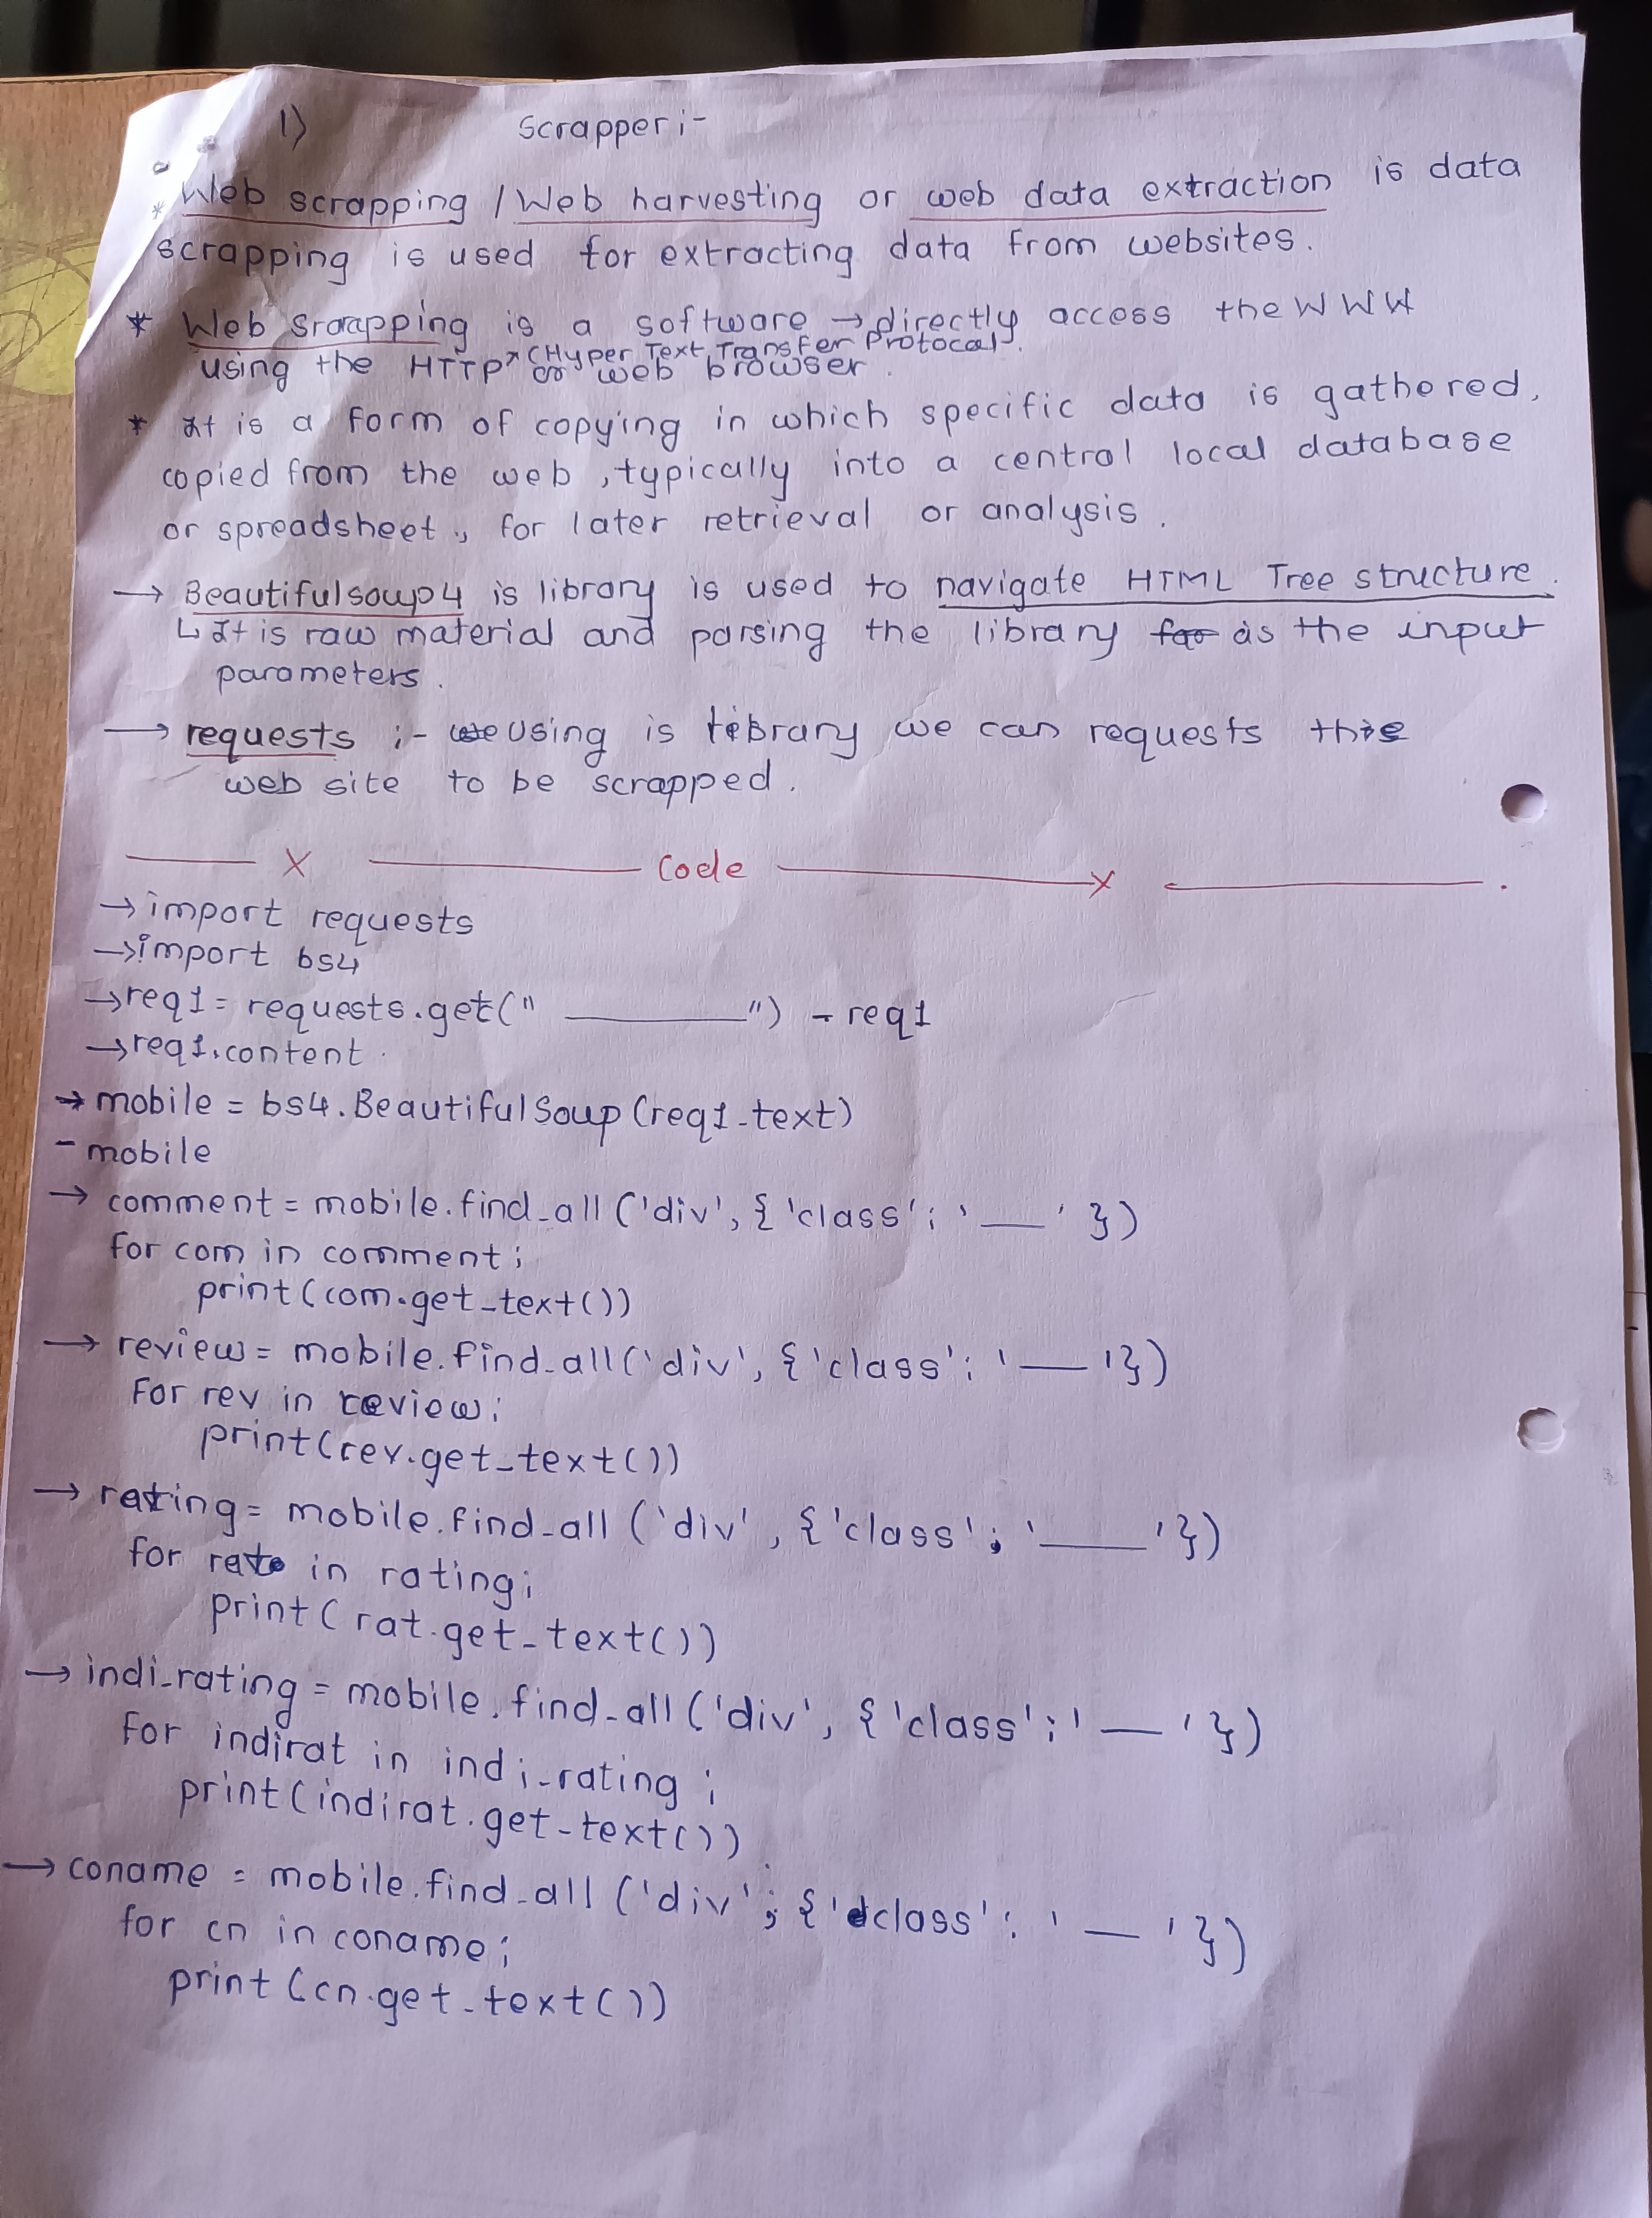 1) Scrapper :-
* Web scrapping / Web harvesting or web data extraction is data
scrapping is used for extracting data from websites.
* Web srcrapping is a software → directly access the WWW
(Hyper Text Transfer Protocal).
using the HTTP or web browser.
* It is a form of copying in which specific data is gathered,
copied from the web, typically into a central local database
or spreadsheet, for later retrieval or analysis.
→ Beautifulsoup4 is library is used to navigate HTML Tree structure.
↳ It is raw material and parsing the library as the input
parameters.
→ requests :- Using is library we can requests the
web site to be scrapped.
——— X ——— Code ——— X ——— .
→ import requests
→ import bs4
→ req1 = requests.get("______") - req1
→ req1.content
→ mobile = bs4.BeautifulSoup(req1.text)
- mobile
→ comment = mobile.find_all('div', {'class': '___'})
for com in comment:
print(com.get_text())
→ review = mobile.find_all('div', {'class': '___'})
for rev in review:
print(rev.get_text())
→ rating = mobile.find_all('div', {'class': '___'})
for rate in rating:
print(rat.get_text())
→ indi_rating = mobile.find_all('div', {'class': '___'})
for indirat in indi_rating:
print(indirat.get_text())
→ coname = mobile.find_all('div', {'class': '___'})
for cn in coname:
print(cn.get_text())